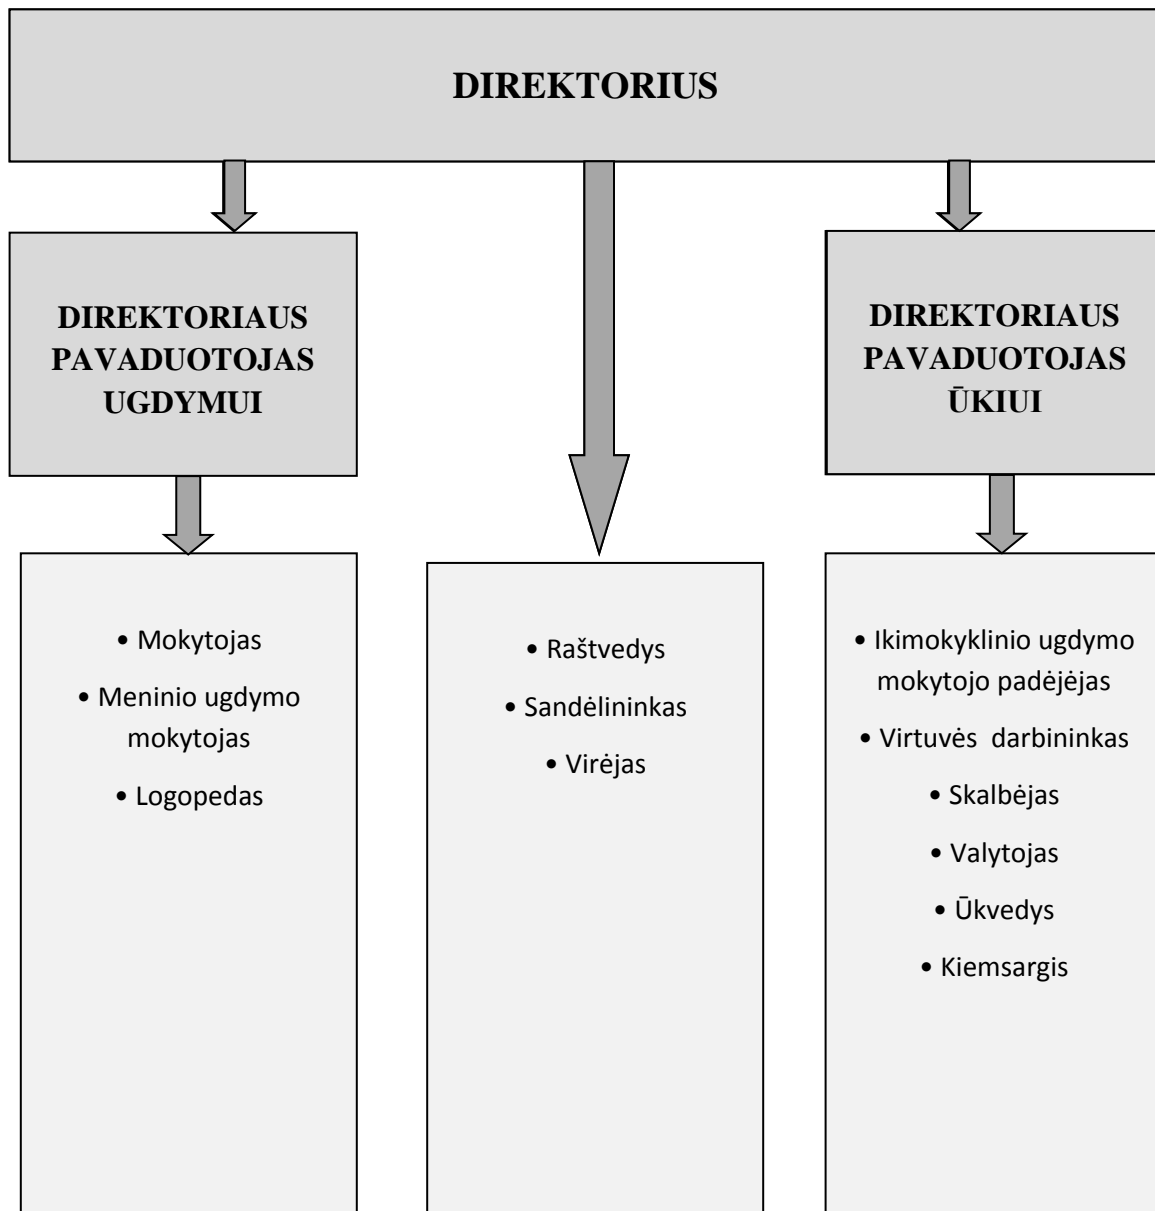 DIREKTORIUS
DIREKTORIAUS
PAVADUOTOJAS
UGDYMUI
DIREKTORIAUS
PAVADUOTOJAS
ŪKIUI
• Mokytojas
• Meninio ugdymo
mokytojas
• Logopedas
• Raštvedys
• Sandėlininkas
• Virėjas
• Ikimokyklinio ugdymo
mokytojo padėjėjas
• Virtuvės  darbininkas
• Skalbėjas
• Valytojas
• Ūkvedys
• Kiemsargis